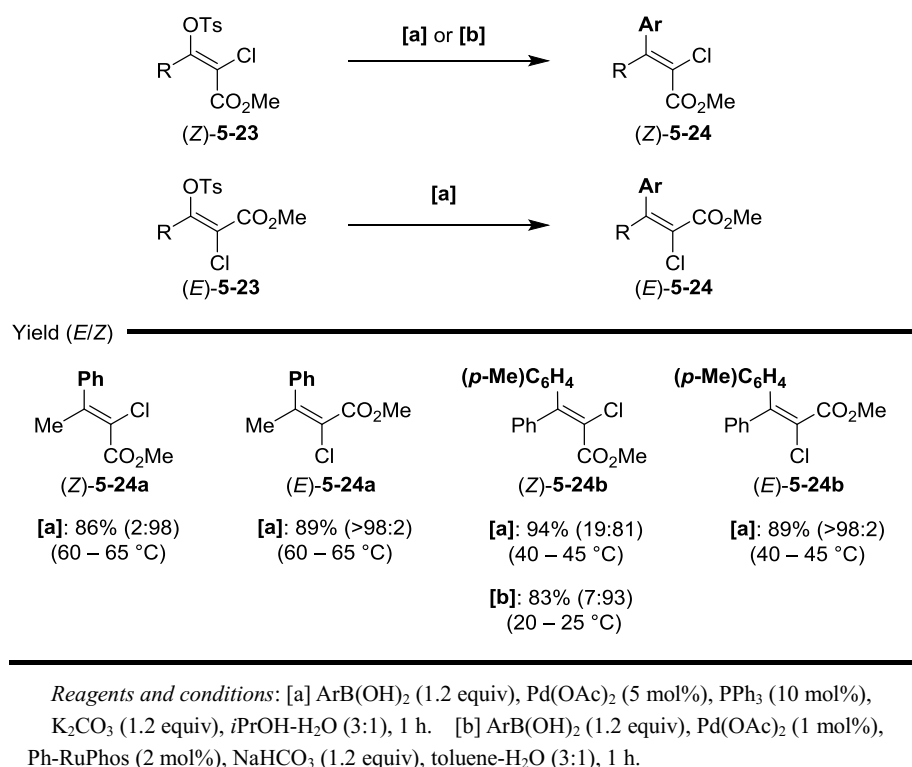 OTs
R
Cl
CO₂Me
(Z)-5-23
[a] or [b]
Ar
R
Cl
CO₂Me
(Z)-5-24
OTs
R
CO₂Me
Cl
(E)-5-23
[a]
Ar
R
CO₂Me
Cl
(E)-5-24
Yield (E/Z)
Ph
Me
Cl
CO₂Me
(Z)-5-24a
[a]: 86% (2:98)
(60 – 65 °C)
Ph
Me
CO₂Me
Cl
(E)-5-24a
[a]: 89% (>98:2)
(60 – 65 °C)
(p-Me)C₆H₄
Ph
Cl
CO₂Me
(Z)-5-24b
[a]: 94% (19:81)
(40 – 45 °C)
[b]: 83% (7:93)
(20 – 25 °C)
(p-Me)C₆H₄
Ph
CO₂Me
Cl
(E)-5-24b
[a]: 89% (>98:2)
(40 – 45 °C)
Reagents and conditions: [a] ArB(OH)₂ (1.2 equiv), Pd(OAc)₂ (5 mol%), PPh₃ (10 mol%),
K₂CO₃ (1.2 equiv), iPrOH-H₂O (3:1), 1 h. [b] ArB(OH)₂ (1.2 equiv), Pd(OAc)₂ (1 mol%),
Ph-RuPhos (2 mol%), NaHCO₃ (1.2 equiv), toluene-H₂O (3:1), 1 h.